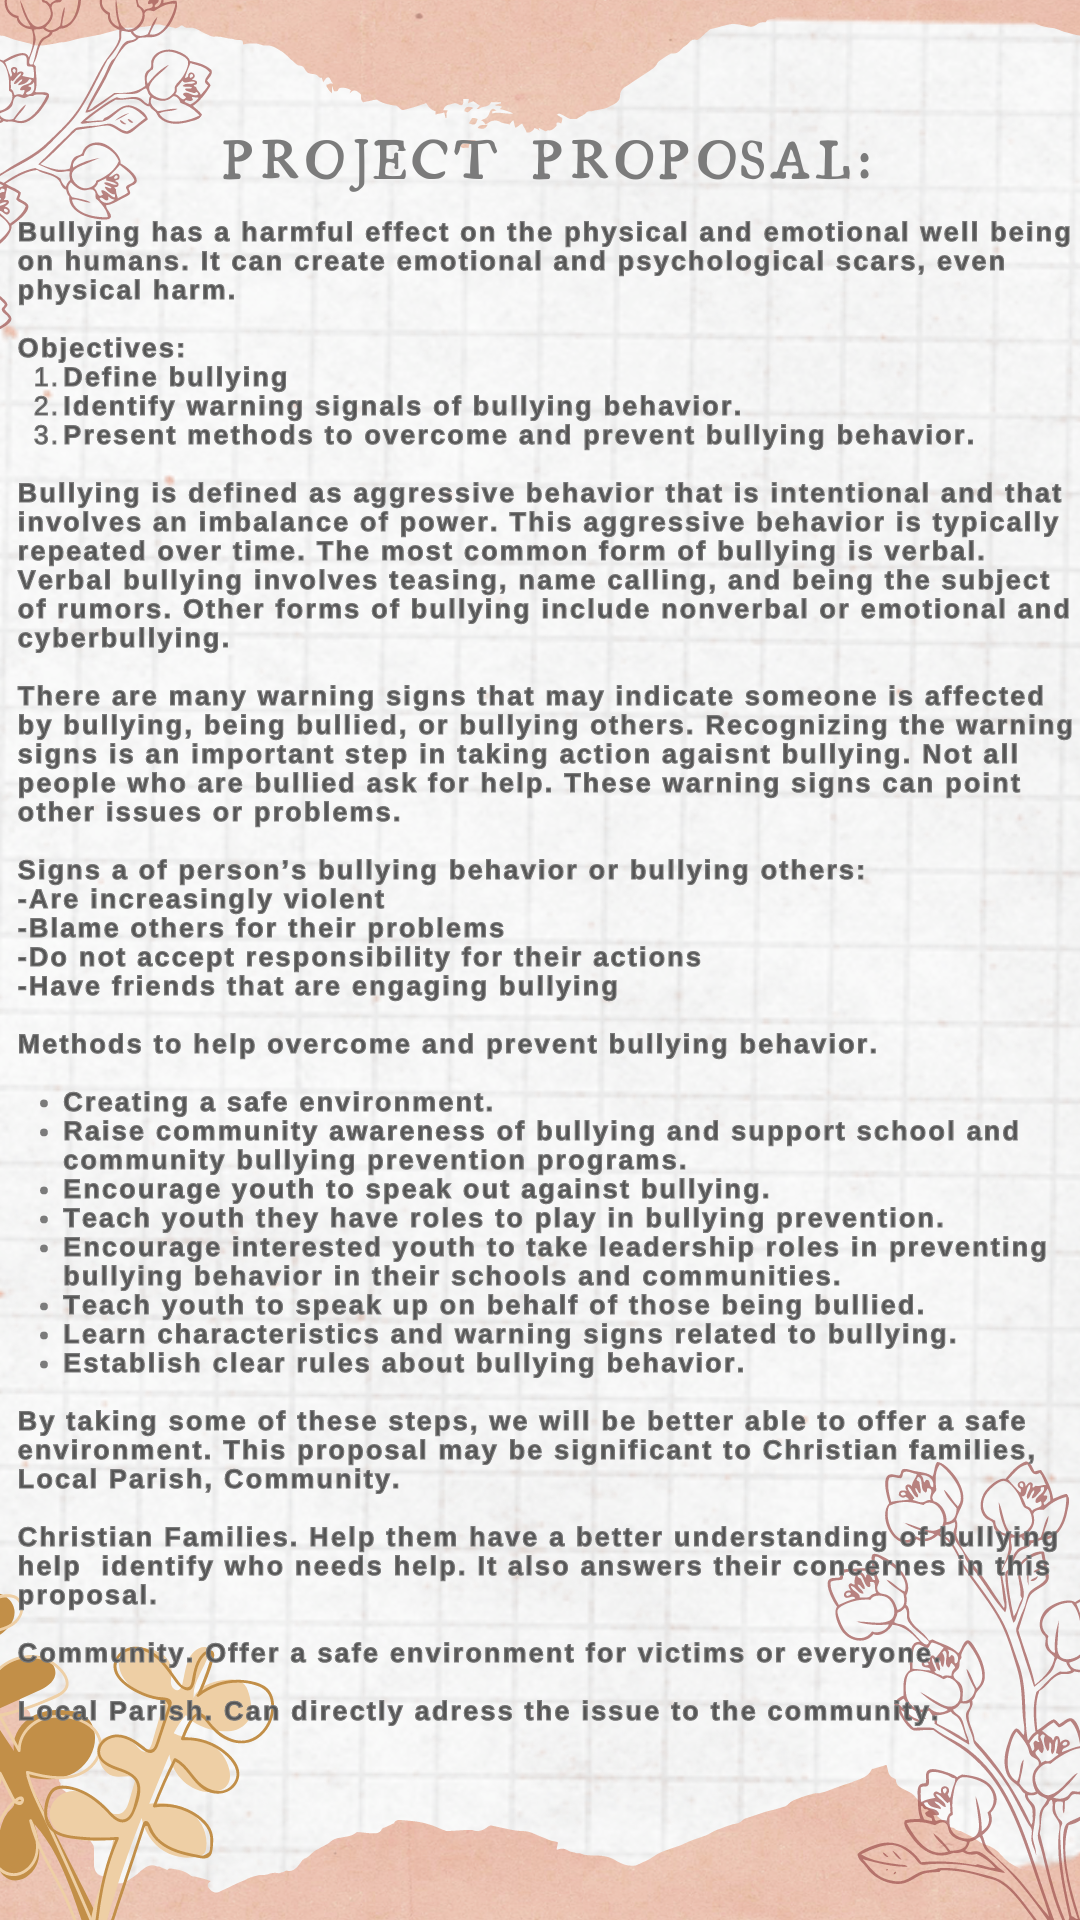 PROJECT PROPOSAL:
Bullying has a harmful effect on the physical and emotional well being
on humans. It can create emotional and psychological scars, even
physical harm.
Objectives:
1. Define bullying
2. Identify warning signals of bullying behavior.
3. Present methods to overcome and prevent bullying behavior.
Bullying is defined as aggressive behavior that is intentional and that
involves an imbalance of power. This aggressive behavior is typically
repeated over time. The most common form of bullying is verbal.
Verbal bullying involves teasing, name calling, and being the subject
of rumors. Other forms of bullying include nonverbal or emotional and
cyberbullying.
There are many warning signs that may indicate someone is affected
by bullying, being bullied, or bullying others. Recognizing the warning
signs is an important step in taking action agaisnt bullying. Not all
people who are bullied ask for help. These warning signs can point
other issues or problems.
Signs a of person’s bullying behavior or bullying others:
-Are increasingly violent
-Blame others for their problems
-Do not accept responsibility for their actions
-Have friends that are engaging bullying
Methods to help overcome and prevent bullying behavior.
• Creating a safe environment.
• Raise community awareness of bullying and support school and
community bullying prevention programs.
• Encourage youth to speak out against bullying.
• Teach youth they have roles to play in bullying prevention.
• Encourage interested youth to take leadership roles in preventing
bullying behavior in their schools and communities.
• Teach youth to speak up on behalf of those being bullied.
• Learn characteristics and warning signs related to bullying.
• Establish clear rules about bullying behavior.
By taking some of these steps, we will be better able to offer a safe
environment. This proposal may be significant to Christian families,
Local Parish, Community.
Christian Families. Help them have a better understanding of bullying
help  identify who needs help. It also answers their concernes in this
proposal.
Community. Offer a safe environment for victims or everyone.
Local Parish. Can directly adress the issue to the community.